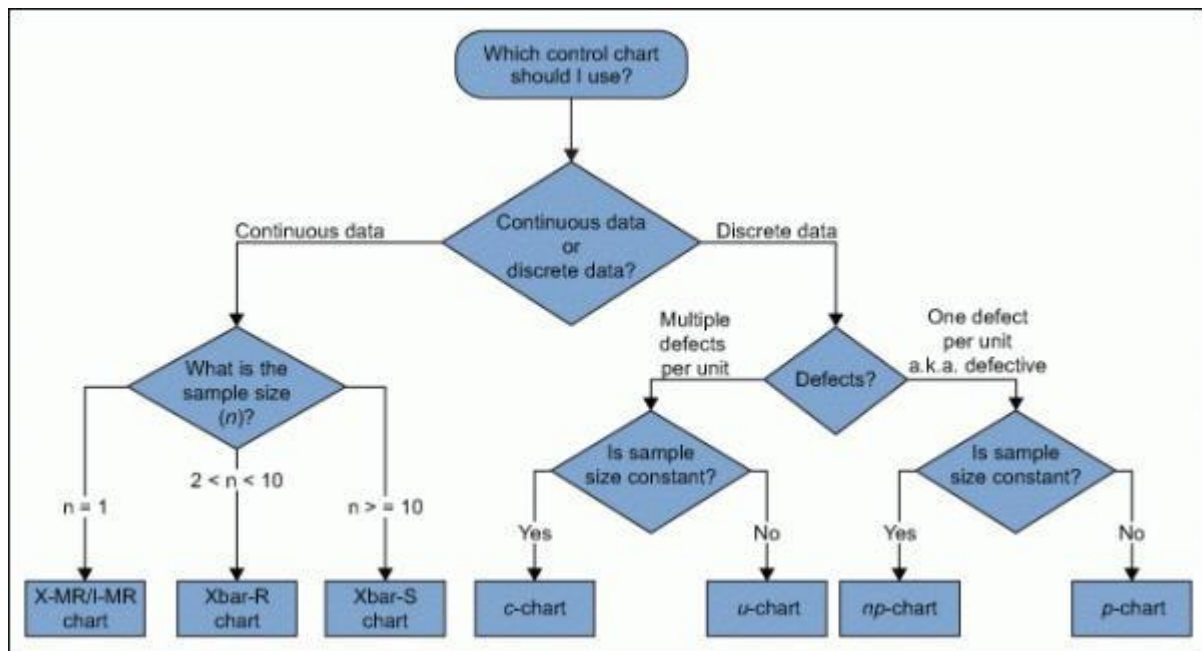 Which control chart
should I use?
Continuous data
or
discrete data?
Continuous data
Discrete data
What is the
sample size
(n)?
n = 1
2 < n < 10
n > = 10
X-MR/I-MR
chart
Xbar-R
chart
Xbar-S
chart
Multiple
defects
per unit
Defects?
One defect
per unit
a.k.a. defective
Is sample
size constant?
Yes
No
c-chart
u-chart
Is sample
size constant?
Yes
No
np-chart
p-chart